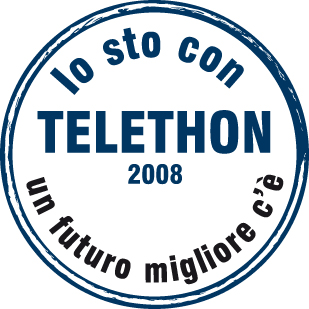 Io sto con
TELETHON
2008
un futuro migliore c'è